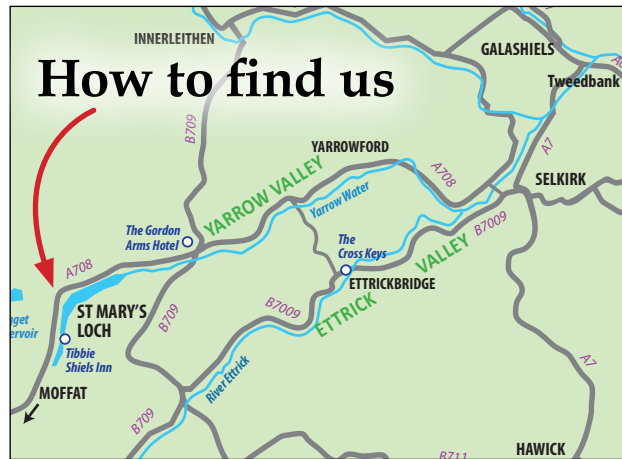 INNERLEITHEN
GALASHIELS
How to find us
Tweedbank
B709
A7
YARROWFORD
A708
YARROW VALLEY
SELKIRK
Yarrow Water
B7009
The Gordon
Arms Hotel
The
Cross Keys
VALLEY
A708
ETTRICKBRIDGE
ST MARY'S
LOCH
B709
B7009
ETTRICK
Tibbie
Shiels Inn
A7
River Ettrick
MOFFAT
B709
HAWICK
B711